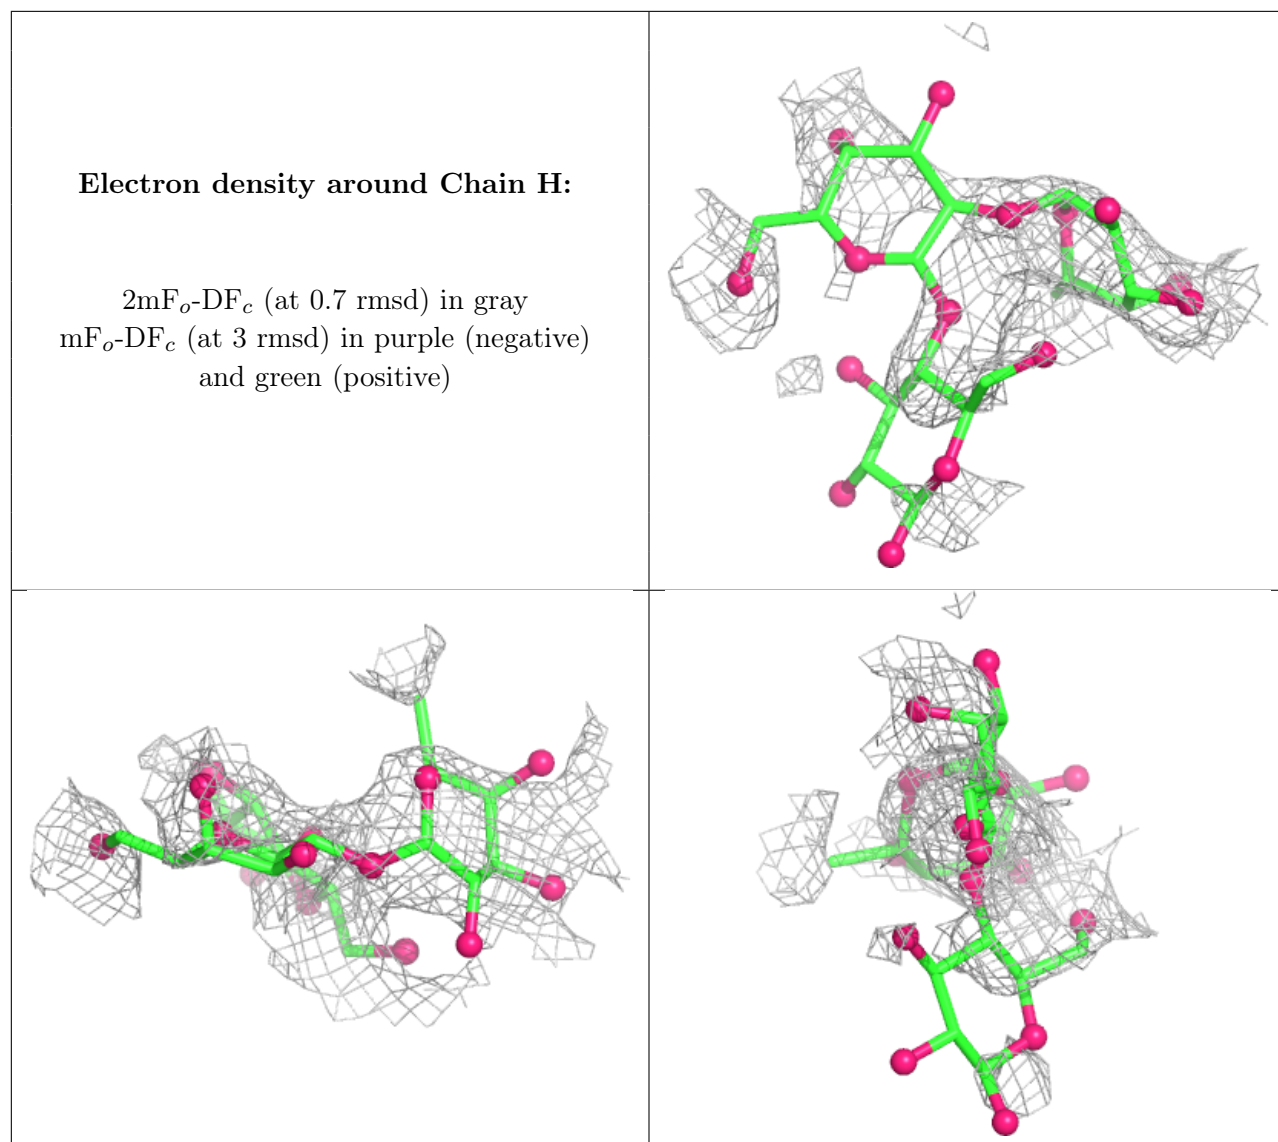 Electron density around Chain H:
2mFₒ-DF𝒸 (at 0.7 rmsd) in gray
mFₒ-DF𝒸 (at 3 rmsd) in purple (negative)
and green (positive)